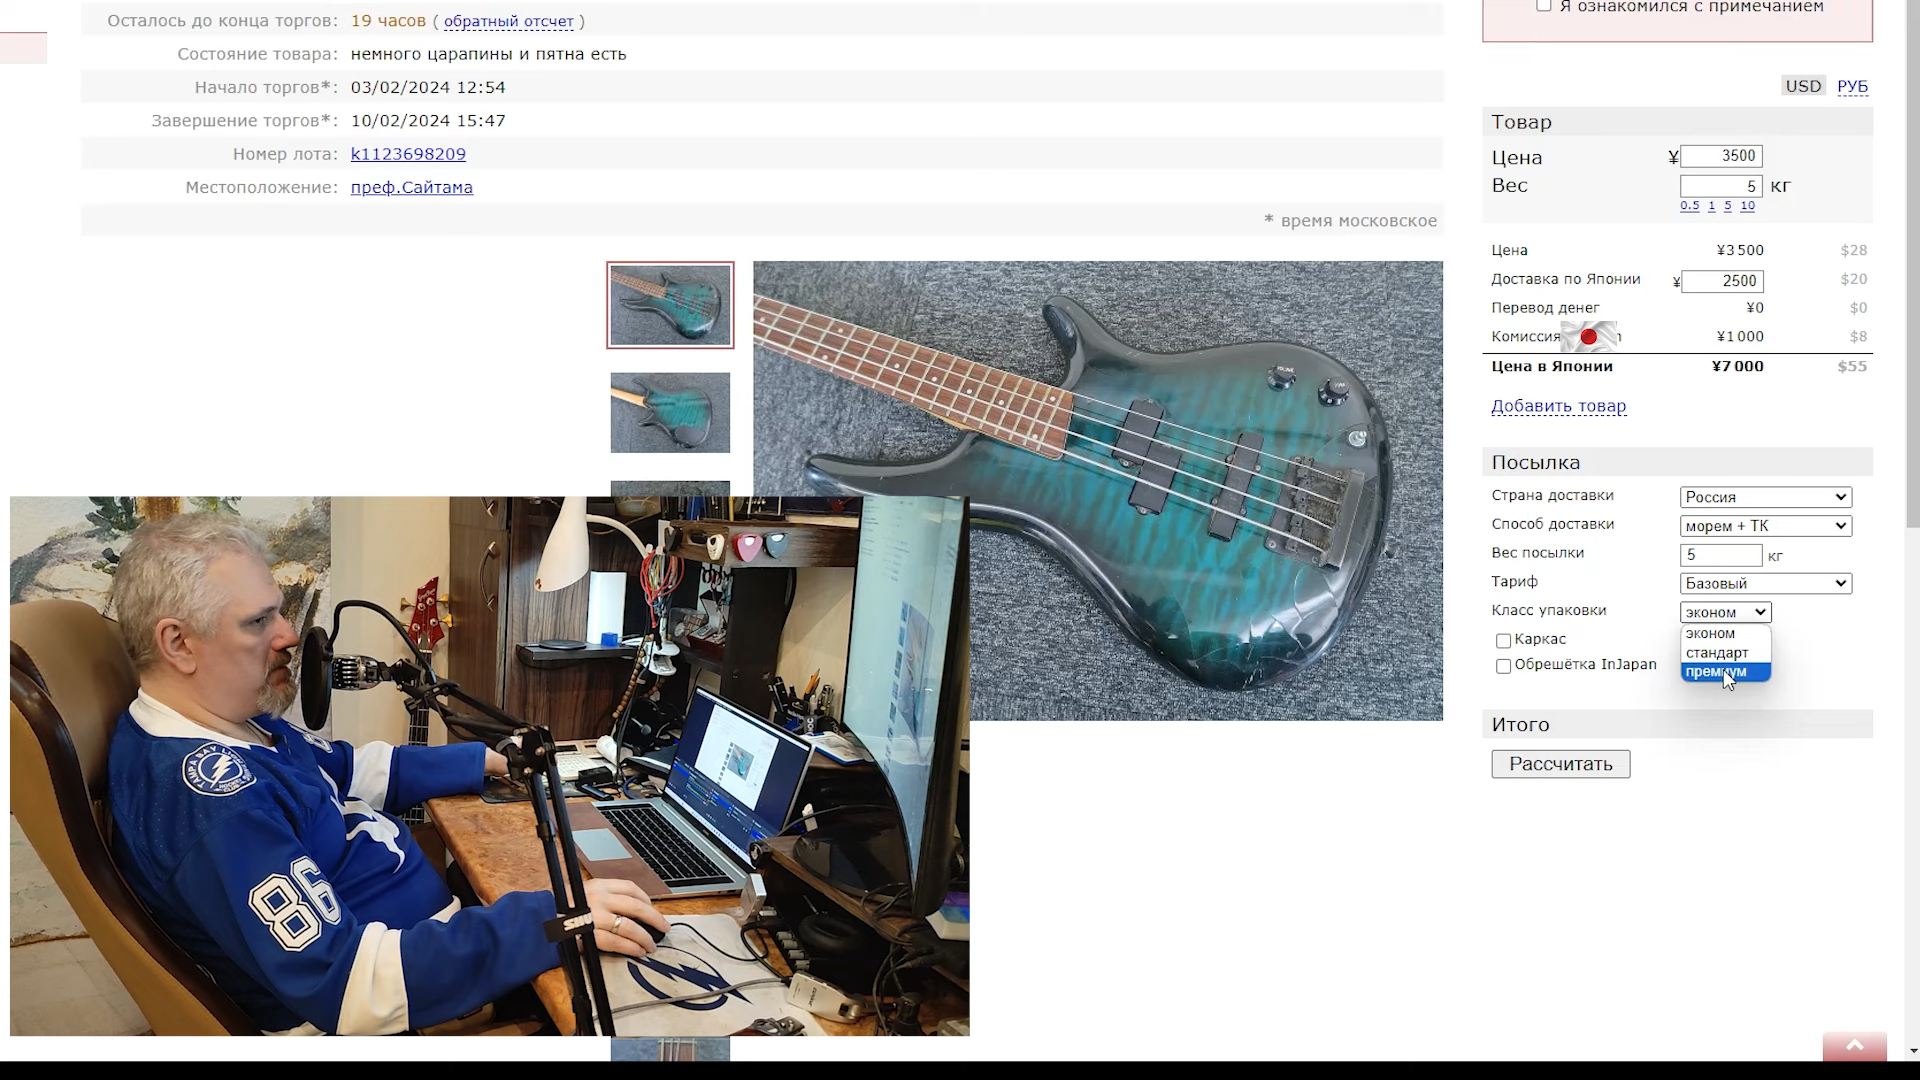 Осталось до конца торгов: 19 часов ( обратный отсчет )
Состояние товара: немного царапины и пятна есть
Начало торгов*: 03/02/2024 12:54
Завершение торгов*: 10/02/2024 15:47
Номер лота: k1123698209
Местоположение: преф.Сайтама
* время московское
Я ознакомился с примечанием
USD РУБ
Товар
Цена ¥ 3500
Вес 5 кг
0.5 1 5 10
Цена ¥3 500 $28
Доставка по Японии ¥ 2500 $20
Перевод денег ¥0 $0
Комиссия ¥1 000 $8
Цена в Японии ¥7 000 $55
Добавить товар
Посылка
Страна доставки Россия
Способ доставки морем + ТК
Вес посылки 5 кг
Тариф Базовый
Класс упаковки эконом
эконом
стандарт
премиум
Каркас
Обрешётка InJapan
Итого
Рассчитать
TAMPA BAY
86